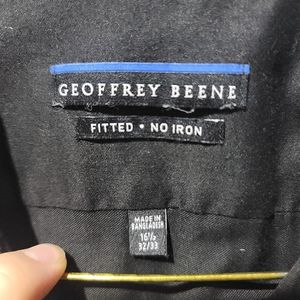 GEOFFREY BEENE
FITTED • NO IRON
MADE IN
BANGLADESH
16½
32/33